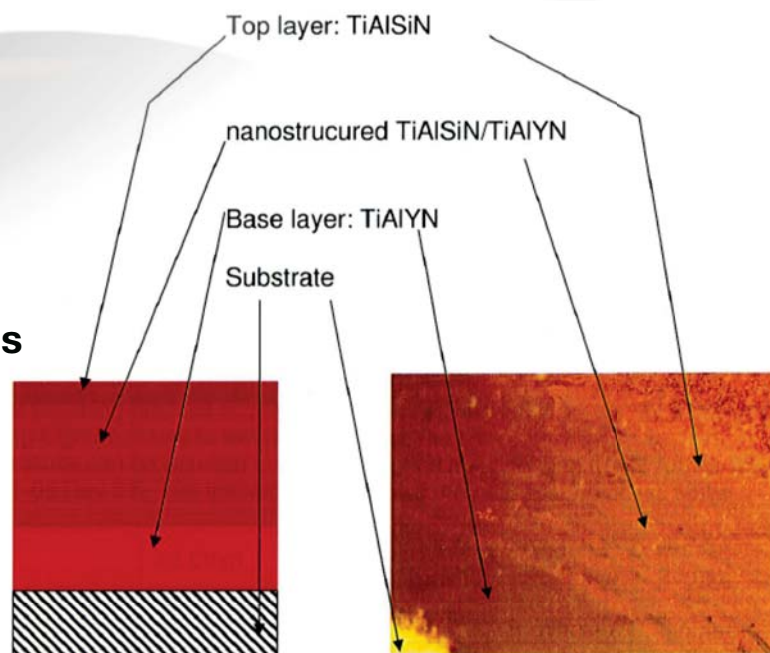 Top layer: TiAlSiN
nanostrucured TiAlSiN/TiAlYN
Base layer: TiAlYN
Substrate
s